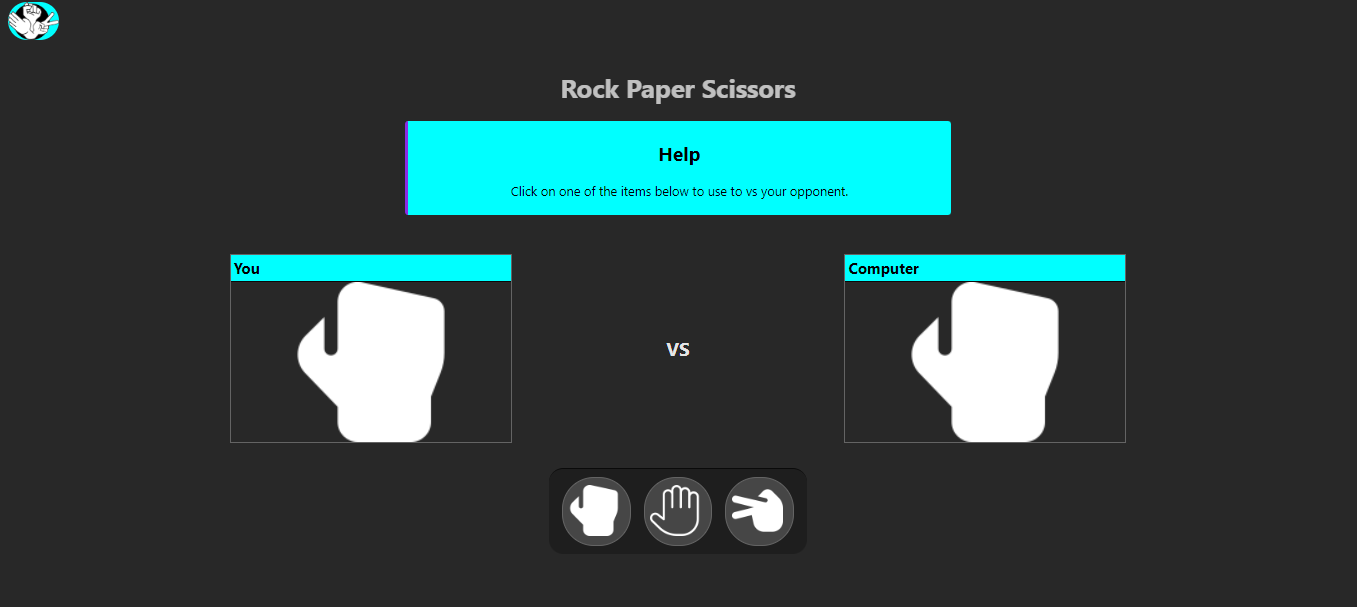 Rock Paper Scissors
Help
Click on one of the items below to use to vs your opponent.
You
Computer
VS